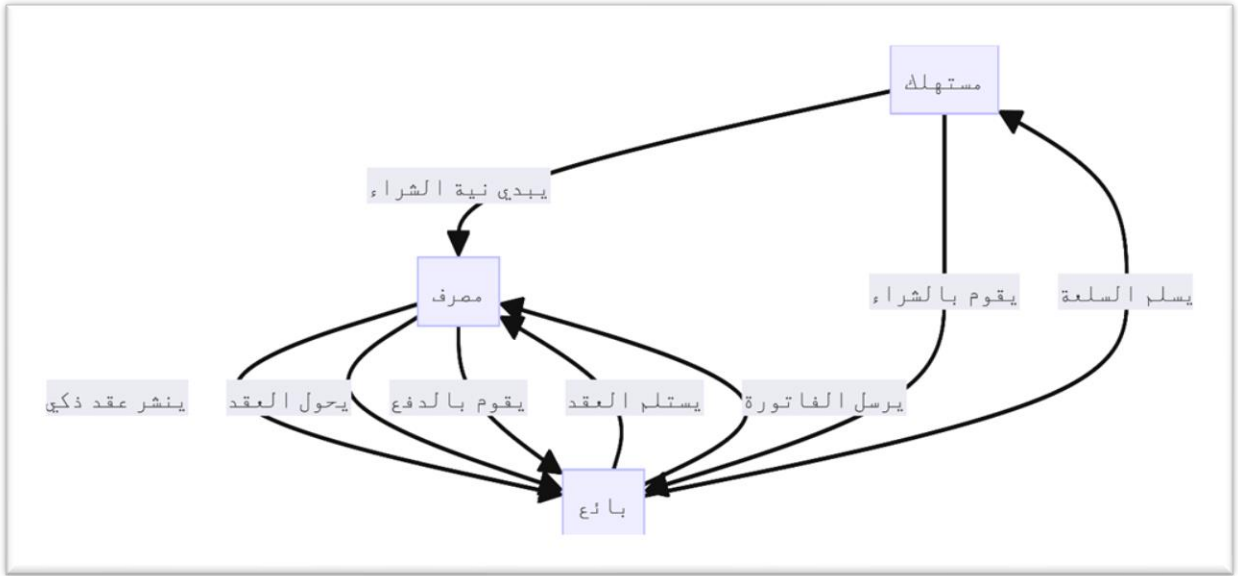 مستهلك
يبدي نية الشراء
مصرف
يسلم السلعة
يقوم بالشراء
يرسل الفاتورة
يستلم العقد
يقوم بالدفع
يحول العقد
ينشر عقد ذكي
بائع